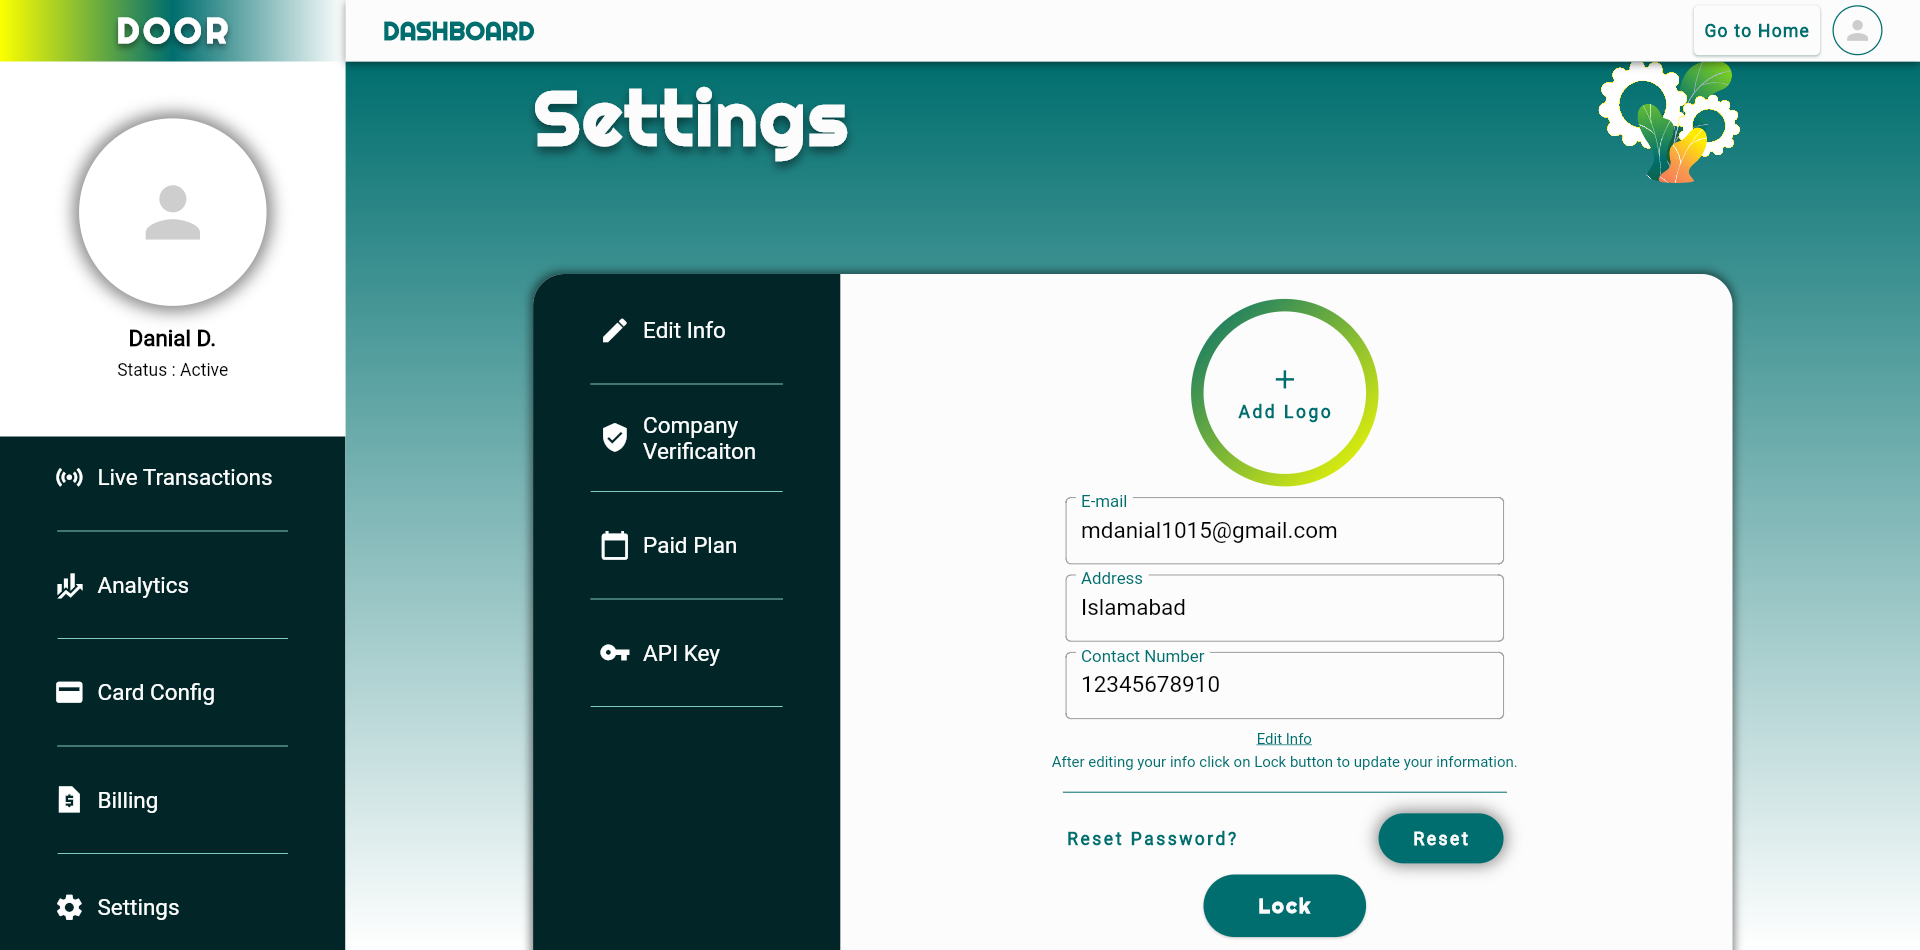 DOOR
DASHBOARD
Go to Home
Settings
Danial D.
Status : Active
Live Transactions
Analytics
Card Config
Billing
Settings
Edit Info
Company
Verificaiton
Paid Plan
API Key
Add Logo
E-mail
mdanial1015@gmail.com
Address
Islamabad
Contact Number
12345678910
Edit Info
After editing your info click on Lock button to update your information.
Reset Password?
Reset
Lock